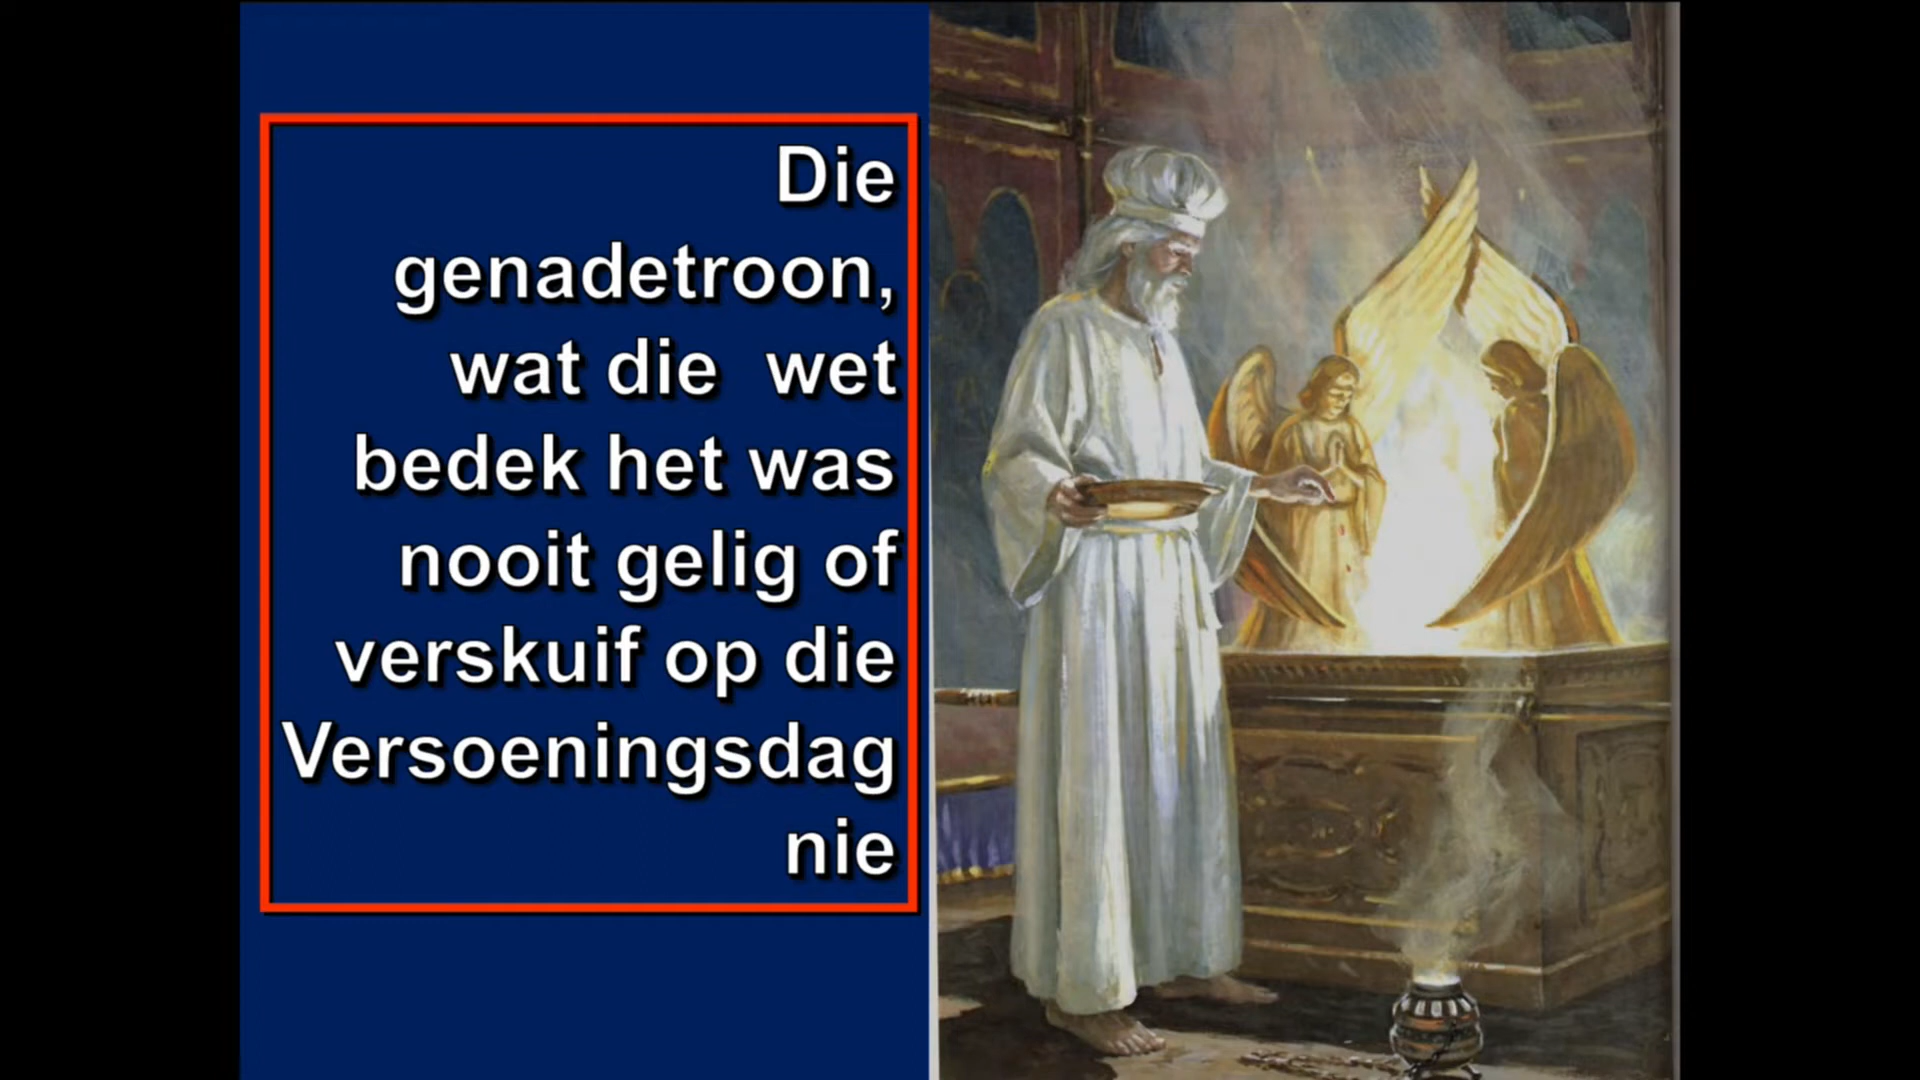 Die
genadetroon,
wat die wet
bedek het was
nooit gelig of
verskuif op die
Versoeningsdag
nie